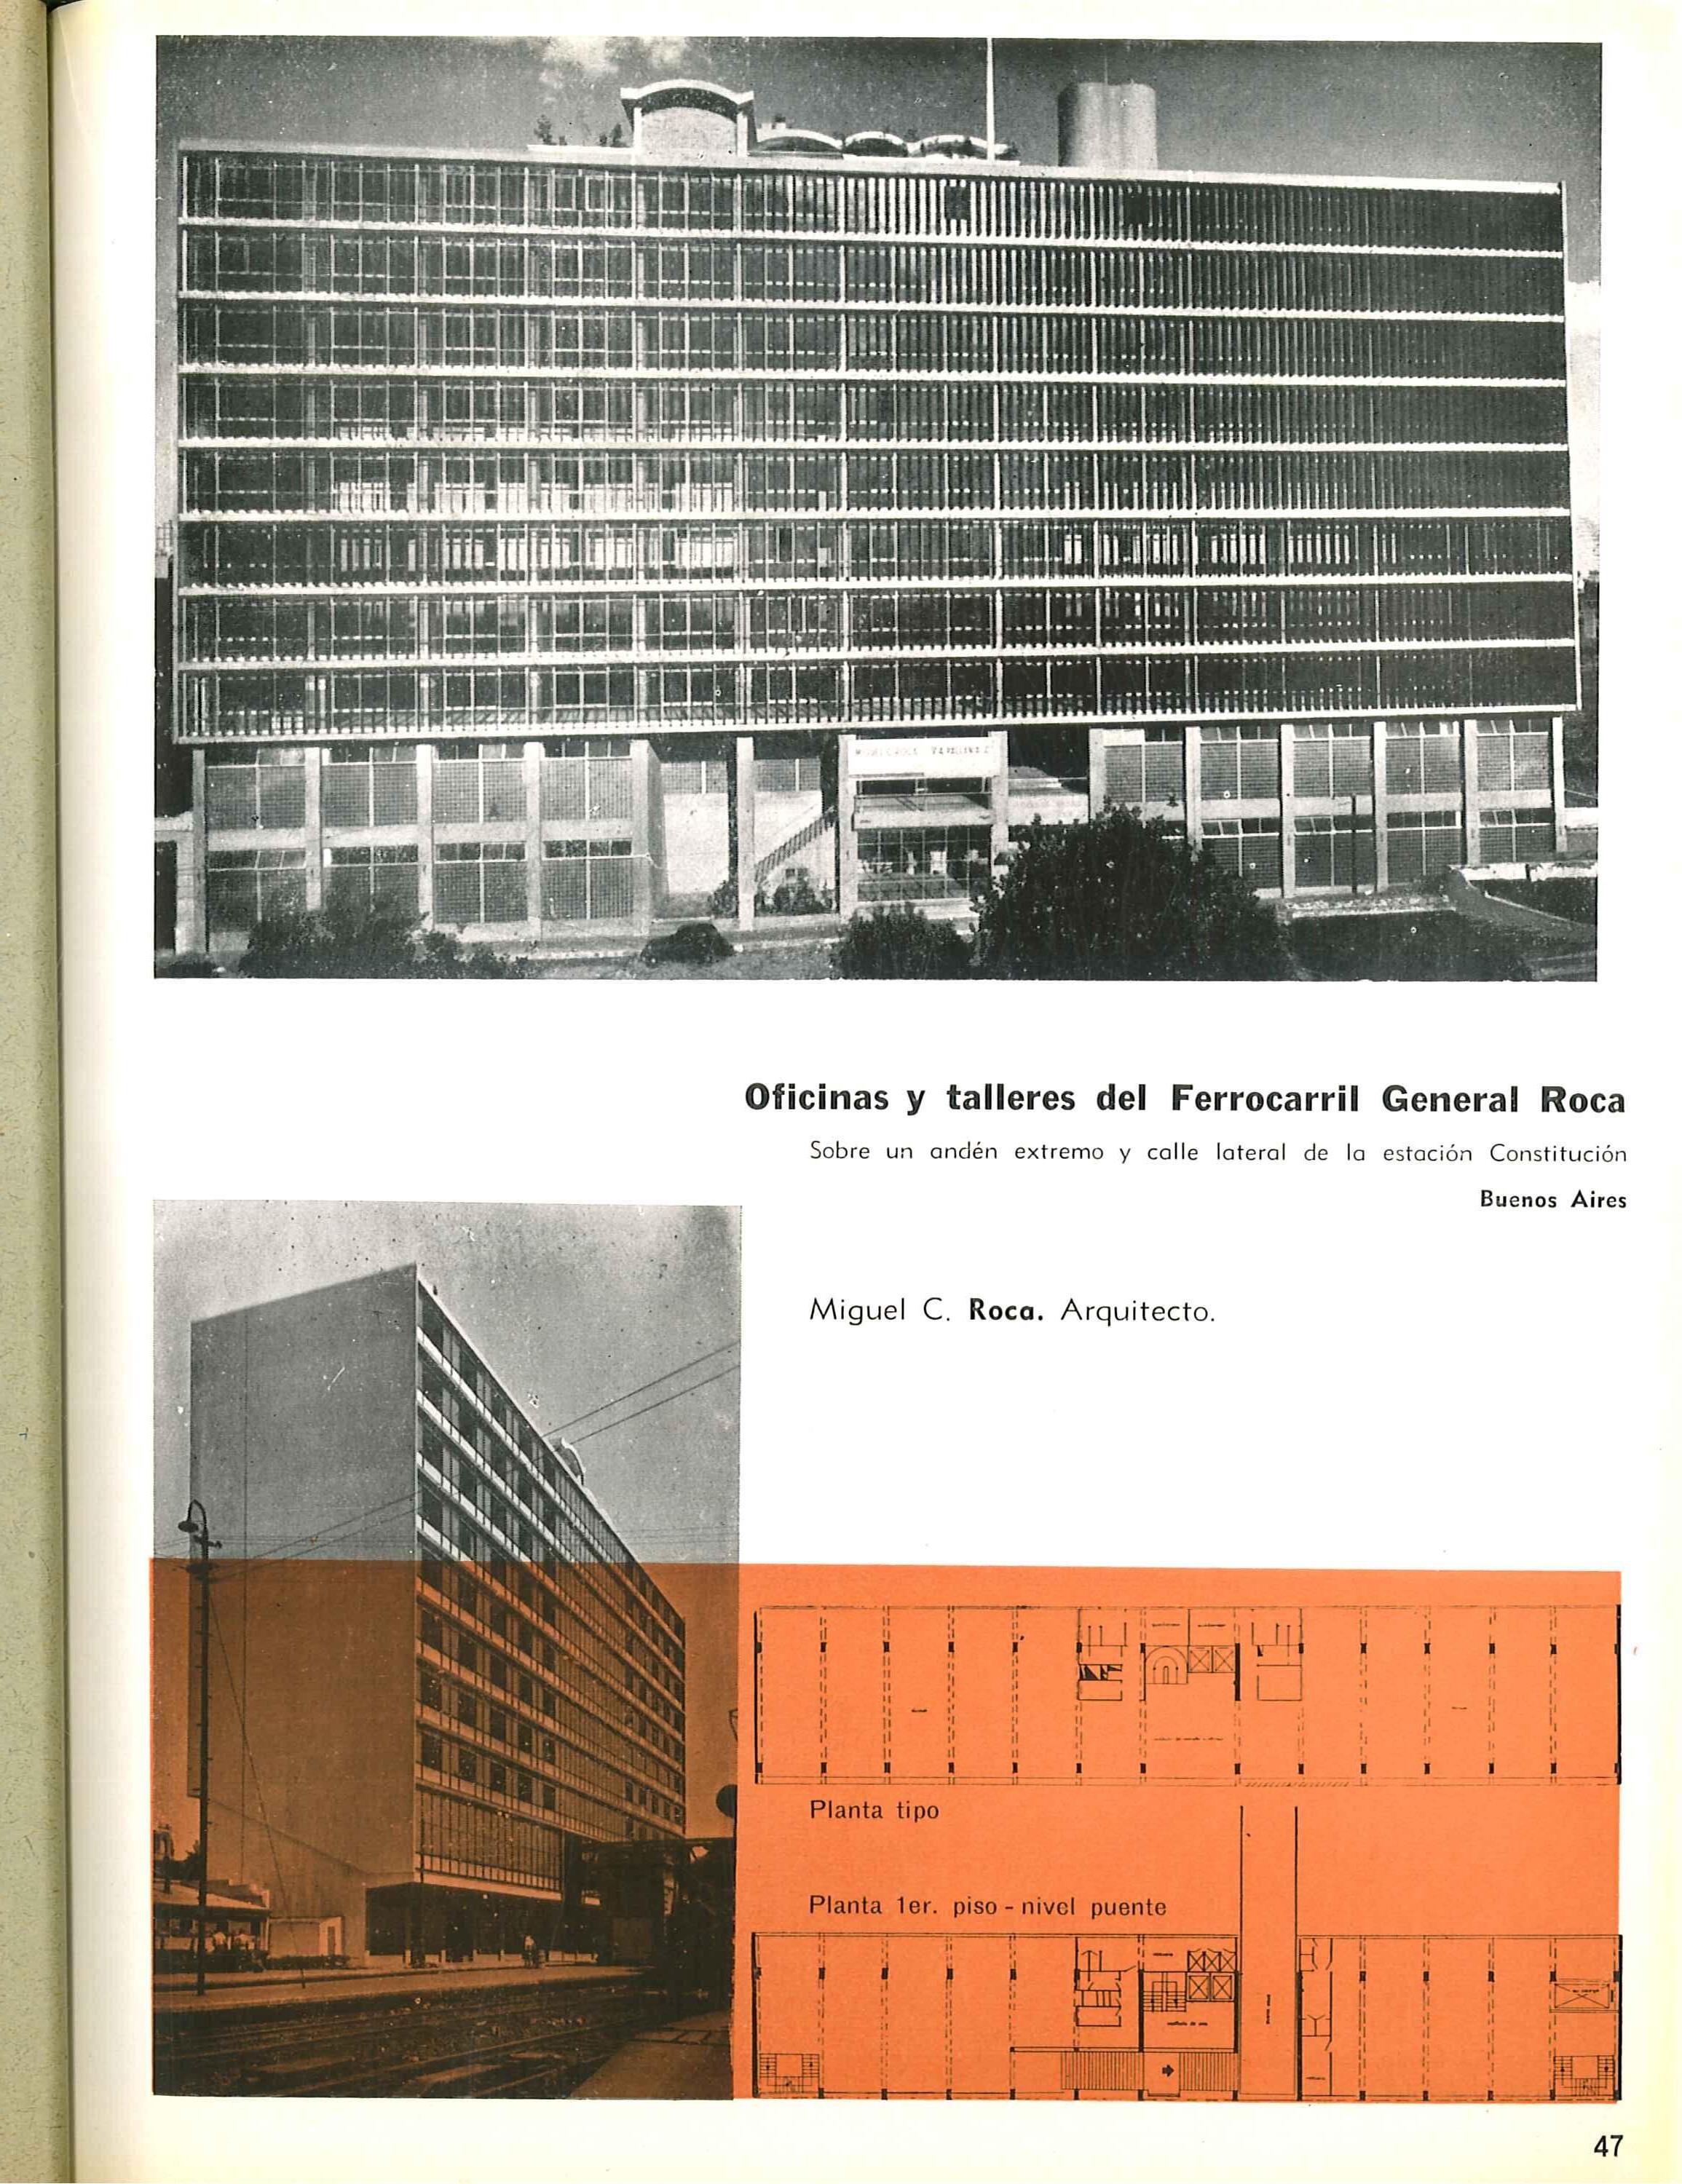 Oficinas y talleres del Ferrocarril General Roca
Sobre un andén extremo y calle lateral de la estación Constitución
Buenos Aires
Miguel C. Roca. Arquitecto.
Planta tipo
Planta 1er. piso - nivel puente
47